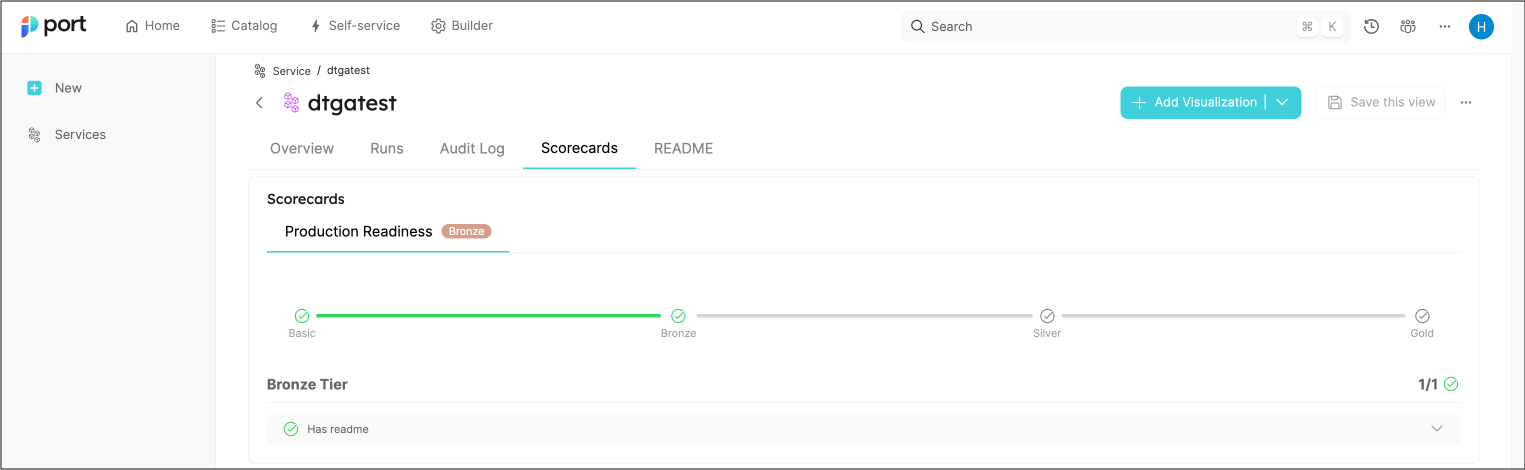 port
Home
Catalog
Self-service
Builder
Search
⌘ K
...
H
New
Services
Service / dtgatest
dtgatest
Add Visualization
Save this view
...
Overview
Runs
Audit Log
Scorecards
README
Scorecards
Production Readiness Bronze
Basic
Bronze
Silver
Gold
Bronze Tier
1/1
Has readme